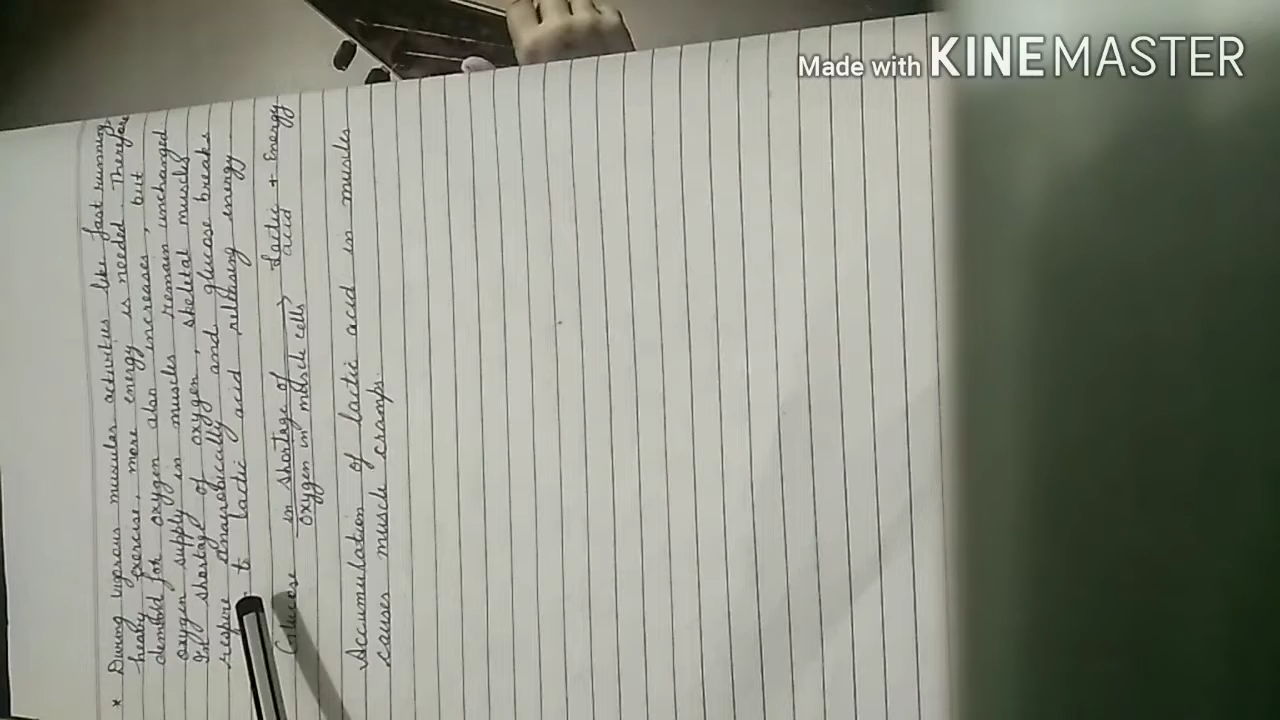 * During vigorous muscular activities like fast running
heavy exercise, more energy is needed Therefore
demand for oxygen also increases, but
oxygen supply in muscles remain unchanged
In shortage of oxygen, skeletal muscles
respire anaerobically and glucose breaks
to lactic acid releasing energy
Glucose in shortage of → Lactic + Energy
oxygen in muscle cells acid
Accumulation of lactic acid in muscles
causes muscle cramps.
Made with KINEMASTER